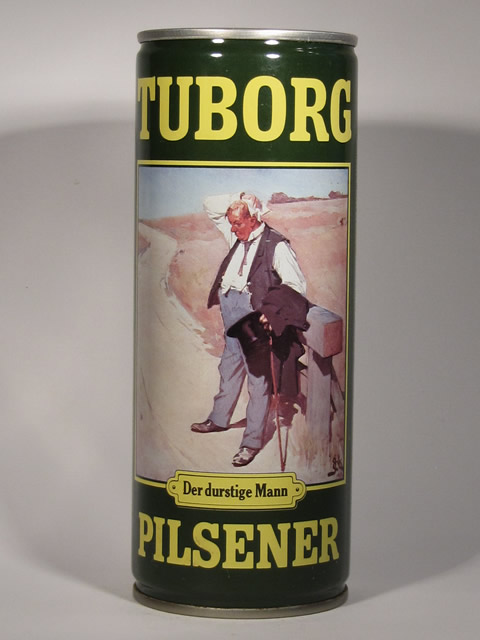 TUBORG
Der durstige Mann
PILSENER